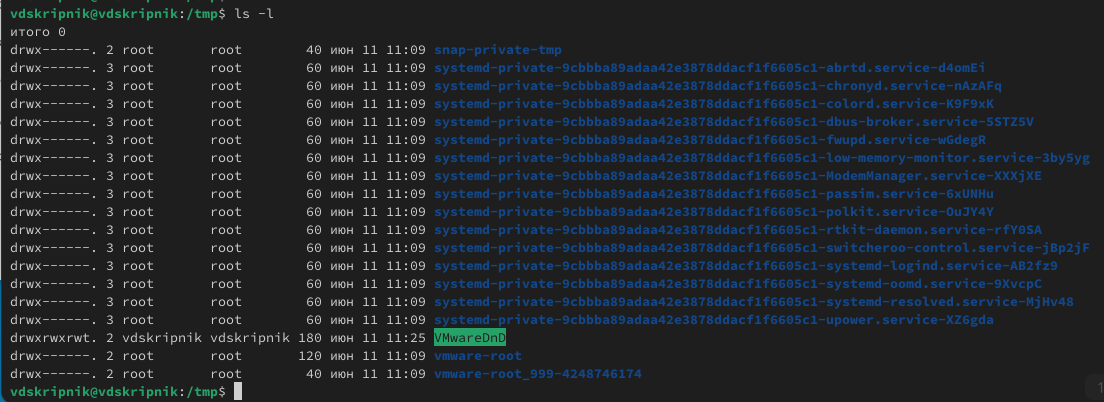 vdskripnik@vdskripnik:/tmp$ ls -l
итого 0
drwx------. 2 root       root        40 июн 11 11:09 snap-private-tmp
drwx------. 3 root       root        60 июн 11 11:09 systemd-private-9cbbba89adaa42e3878ddacf1f6605c1-abrtd.service-d4omEi
drwx------. 3 root       root        60 июн 11 11:09 systemd-private-9cbbba89adaa42e3878ddacf1f6605c1-chronyd.service-nAzAFq
drwx------. 3 root       root        60 июн 11 11:09 systemd-private-9cbbba89adaa42e3878ddacf1f6605c1-colord.service-K9F9xK
drwx------. 3 root       root        60 июн 11 11:09 systemd-private-9cbbba89adaa42e3878ddacf1f6605c1-dbus-broker.service-5STZ5V
drwx------. 3 root       root        60 июн 11 11:09 systemd-private-9cbbba89adaa42e3878ddacf1f6605c1-fwupd.service-wGdegR
drwx------. 3 root       root        60 июн 11 11:09 systemd-private-9cbbba89adaa42e3878ddacf1f6605c1-low-memory-monitor.service-3by5yg
drwx------. 3 root       root        60 июн 11 11:09 systemd-private-9cbbba89adaa42e3878ddacf1f6605c1-ModemManager.service-XXXjXE
drwx------. 3 root       root        60 июн 11 11:09 systemd-private-9cbbba89adaa42e3878ddacf1f6605c1-passim.service-6xUNHu
drwx------. 3 root       root        60 июн 11 11:09 systemd-private-9cbbba89adaa42e3878ddacf1f6605c1-polkit.service-OuJY4Y
drwx------. 3 root       root        60 июн 11 11:09 systemd-private-9cbbba89adaa42e3878ddacf1f6605c1-rtkit-daemon.service-rfY0SA
drwx------. 3 root       root        60 июн 11 11:09 systemd-private-9cbbba89adaa42e3878ddacf1f6605c1-switcheroo-control.service-jBp2jF
drwx------. 3 root       root        60 июн 11 11:09 systemd-private-9cbbba89adaa42e3878ddacf1f6605c1-systemd-logind.service-AB2fz9
drwx------. 3 root       root        60 июн 11 11:09 systemd-private-9cbbba89adaa42e3878ddacf1f6605c1-systemd-oomd.service-9XvcpC
drwx------. 3 root       root        60 июн 11 11:09 systemd-private-9cbbba89adaa42e3878ddacf1f6605c1-systemd-resolved.service-MjHv48
drwx------. 3 root       root        60 июн 11 11:09 systemd-private-9cbbba89adaa42e3878ddacf1f6605c1-upower.service-XZ6gda
drwxrwxrwt. 2 vdskripnik vdskripnik 180 июн 11 11:25 VMwareDnD
drwx------. 2 root       root       120 июн 11 11:09 vmware-root
drwx------. 2 root       root        40 июн 11 11:09 vmware-root_999-4248746174
vdskripnik@vdskripnik:/tmp$
1